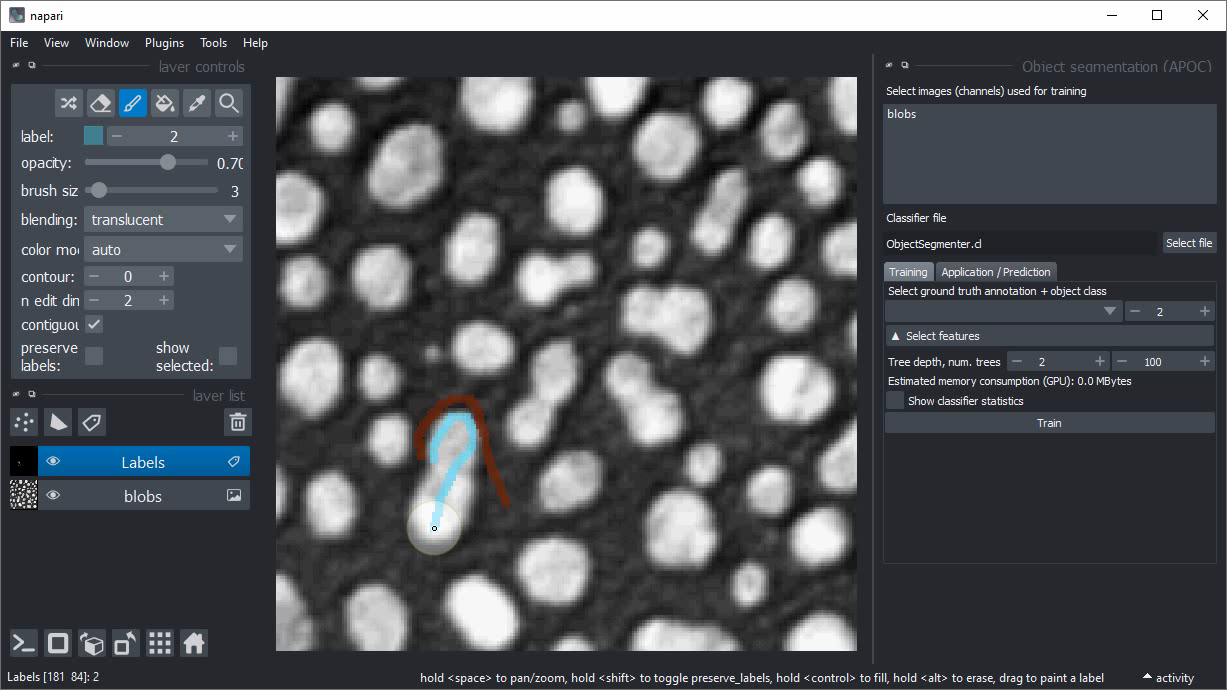 napari
File View Window Plugins Tools Help
layer controls
label: 2
opacity: 0.70
brush siz 3
blending: translucent
color mo auto
contour: 0
n edit din 2
contiguou
preserve labels: show selected:
layer list
Labels
blobs
Labels [181 84]: 2
hold <space> to pan/zoom, hold <shift> to toggle preserve_labels, hold <control> to fill, hold <alt> to erase, drag to paint a label
activity
Object segmentation (APOC)
Select images (channels) used for training
blobs
Classifier file
ObjectSegmenter.cl Select file
Training Application / Prediction
Select ground truth annotation + object class
2
Select features
Tree depth, num. trees 2 100
Estimated memory consumption (GPU): 0.0 MBytes
Show classifier statistics
Train